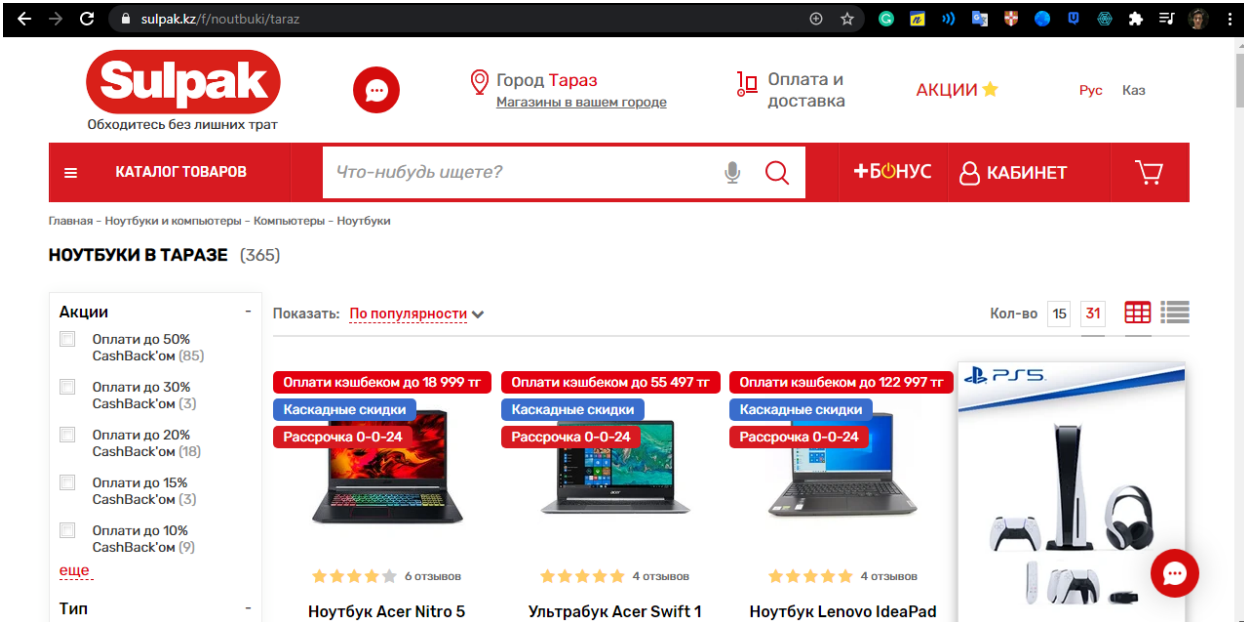 sulpak.kz/f/noutbuki/taraz
Sulpak
Обходитесь без лишних трат
Город Тараз
Магазины в вашем городе
Оплата и
доставка
АКЦИИ
Рус Каз
КАТАЛОГ ТОВАРОВ
Что-нибудь ищете?
+БОНУС
КАБИНЕТ
Главная - Ноутбуки и компьютеры - Компьютеры - Ноутбуки
НОУТБУКИ В ТАРАЗЕ (365)
Акции -
Оплати до 50%
CashBack'ом (85)
Оплати до 30%
CashBack'ом (3)
Оплати до 20%
CashBack'ом (18)
Оплати до 15%
CashBack'ом (3)
Оплати до 10%
CashBack'ом (9)
еще
Тип -
Показать: По популярности
Кол-во 15 31
Оплати кэшбеком до 18 999 тг
Каскадные скидки
Рассрочка 0-0-24
6 отзывов
Ноутбук Acer Nitro 5
Оплати кэшбеком до 55 497 тг
Каскадные скидки
Рассрочка 0-0-24
4 отзывов
Ультрабук Acer Swift 1
Оплати кэшбеком до 122 997 тг
Каскадные скидки
Рассрочка 0-0-24
4 отзывов
Ноутбук Lenovo IdeaPad
PS5